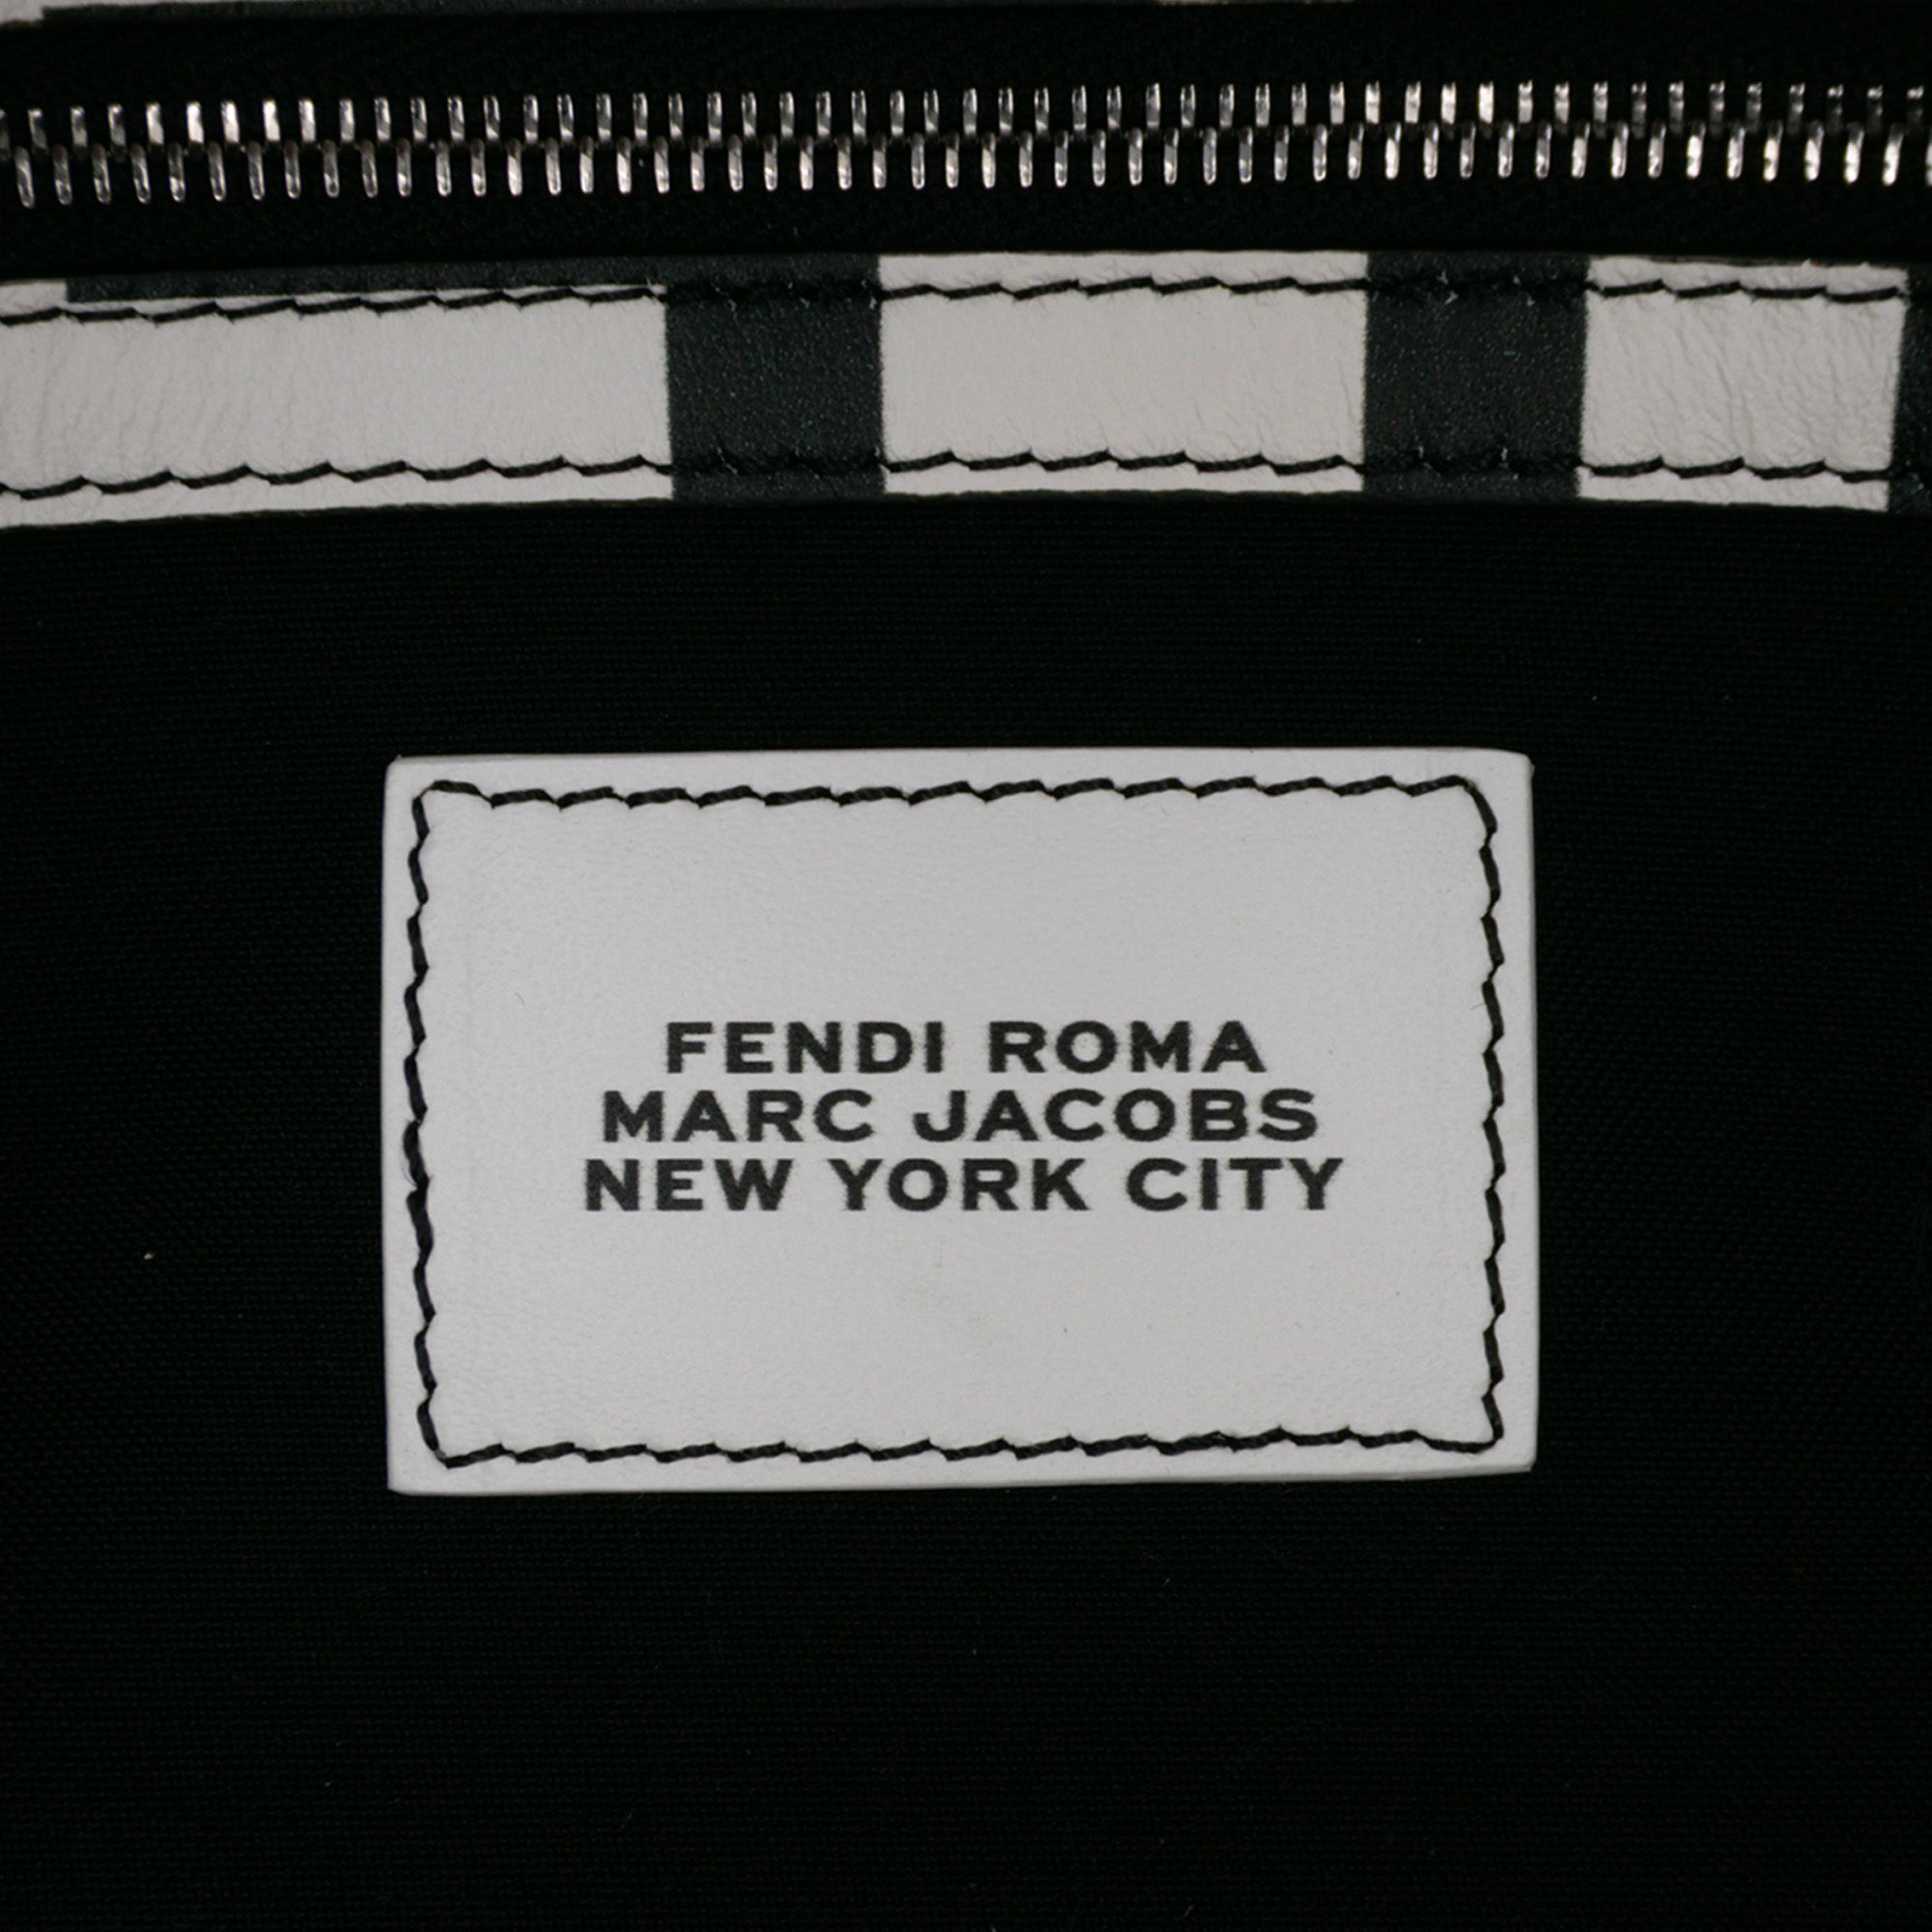 FENDI ROMA
MARC JACOBS
NEW YORK CITY